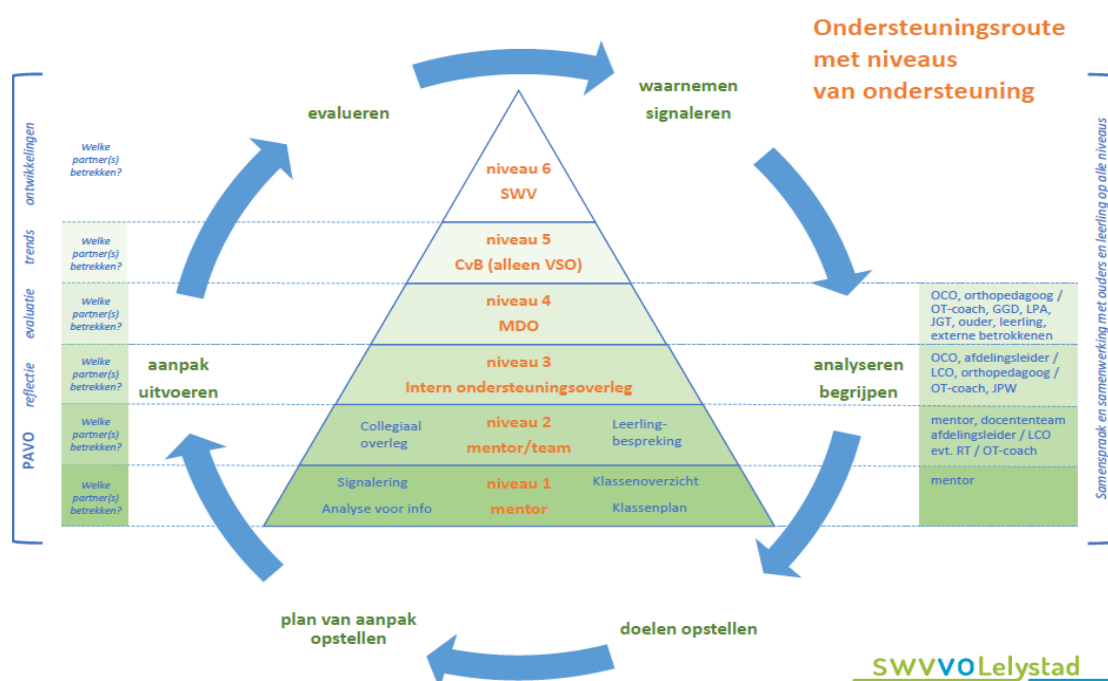 Ondersteuningsroute
met niveaus
van ondersteuning
evalueren
waarnemen
signaleren
analyseren
begrijpen
doelen opstellen
plan van aanpak
opstellen
aanpak
uitvoeren
niveau 6
SWV
niveau 5
CvB (alleen VSO)
niveau 4
MDO
niveau 3
Intern ondersteuningsoverleg
Collegiaal
overleg
niveau 2
mentor/team
Leerling-
bespreking
Signalering
Analyse voor info
niveau 1
mentor
Klassenoverzicht
Klassenplan
PAVO
reflectie
evaluatie
trends
ontwikkelingen
Welke
partner(s)
betrekken?
Welke
partner(s)
betrekken?
Welke
partner(s)
betrekken?
Welke
partner(s)
betrekken?
Welke
partner(s)
betrekken?
Welke
partner(s)
betrekken?
OCO, orthopedagoog /
OT-coach, GGD, LPA,
JGT, ouder, leerling,
externe betrokkenen
OCO, afdelingsleider /
LCO, orthopedagoog /
OT-coach, JPW
mentor, docententeam
afdelingsleider / LCO
evt. RT / OT-coach
mentor
Samenspraak en samenwerking met ouders en leerling op alle niveaus
SWVVOLelystad